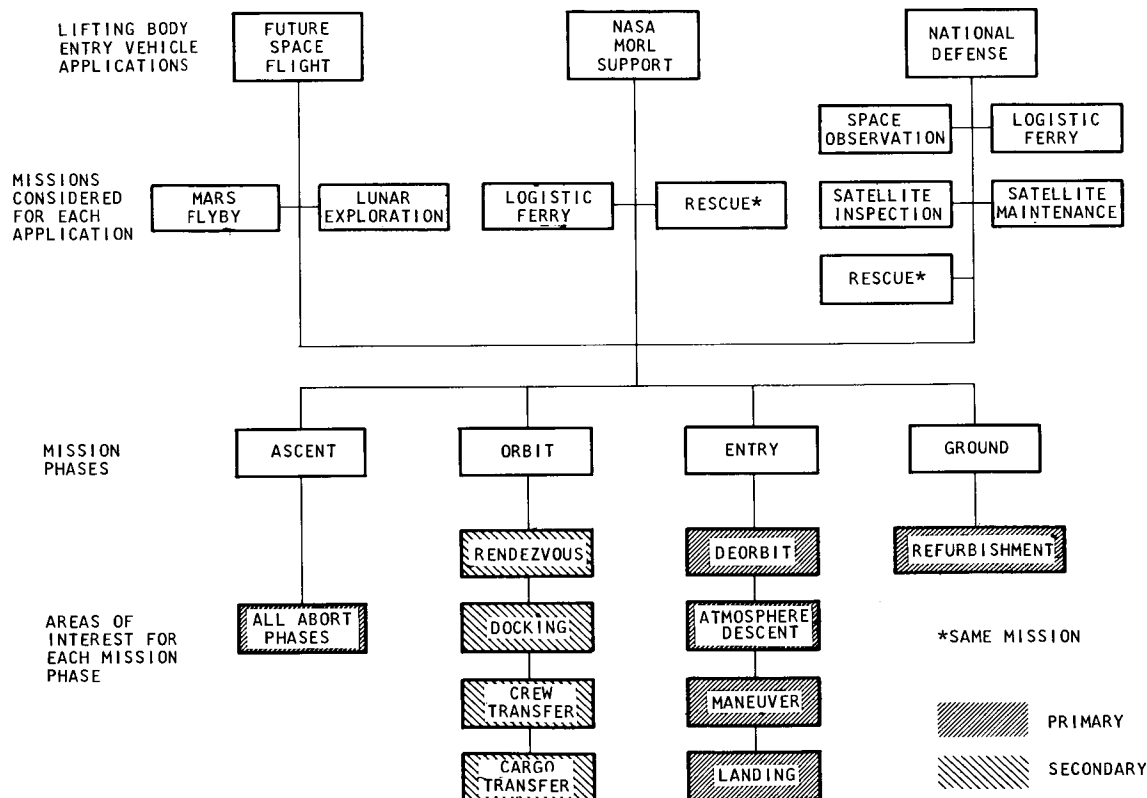 LIFTING BODY
ENTRY VEHICLE
APPLICATIONS
FUTURE
SPACE
FLIGHT
NASA
MORL
SUPPORT
NATIONAL
DEFENSE
SPACE
OBSERVATION
LOGISTIC
FERRY
MISSIONS
CONSIDERED
FOR EACH
APPLICATION
MARS
FLYBY
LUNAR
EXPLORATION
LOGISTIC
FERRY
RESCUE*
SATELLITE
INSPECTION
SATELLITE
MAINTENANCE
RESCUE*
MISSION
PHASES
ASCENT
ORBIT
ENTRY
GROUND
RENDEZVOUS
DEORBIT
REFURBISHMENT
AREAS OF
INTEREST FOR
EACH MISSION
PHASE
ALL ABORT
PHASES
DOCKING
ATMOSPHERE
DESCENT
*SAME MISSION
CREW
TRANSFER
MANEUVER
PRIMARY
CARGO
TRANSFER
LANDING
SECONDARY